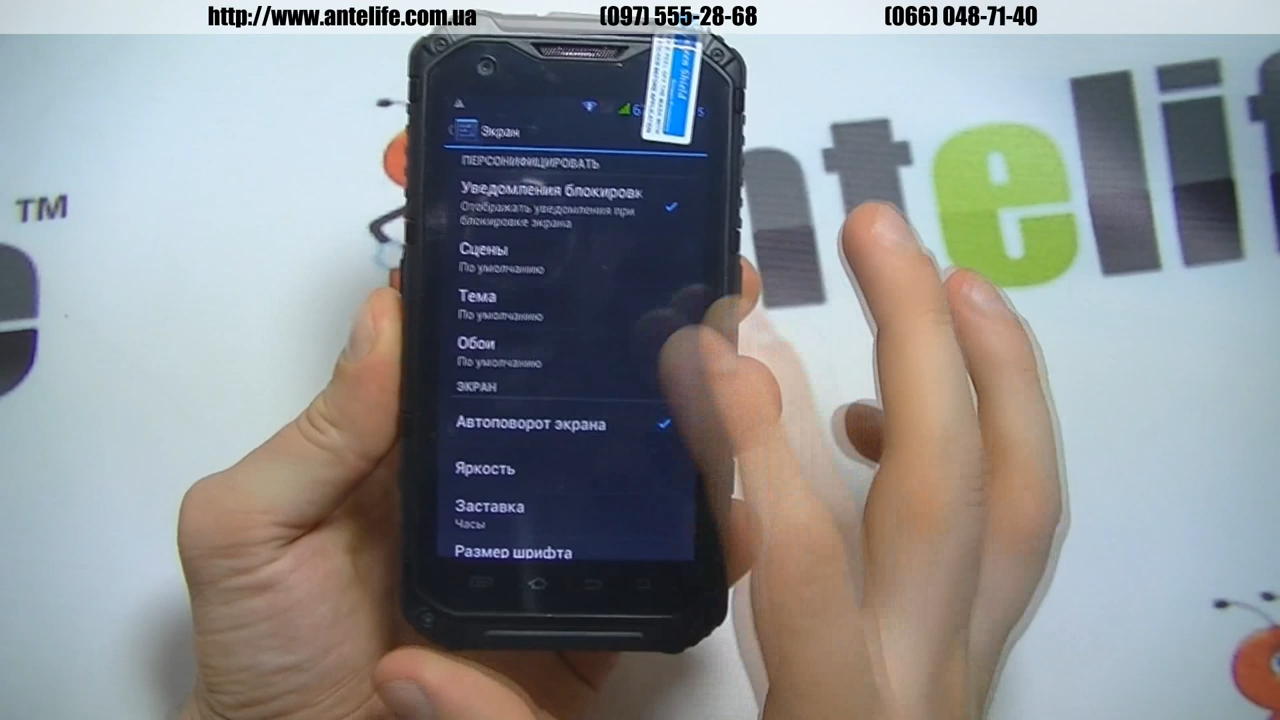 http://www.antelife.com.ua (097) 555-28-68 (066) 048-71-40
TM
ntelif
Экран
ПЕРСОНИФИЦИРОВАТЬ
Уведомления блокировк
Отображать уведомления при
блокировке экрана
Сцены
По умолчанию
Тема
По умолчанию
Обои
По умолчанию
ЭКРАН
Автоповорот экрана
Яркость
Заставка
Часы
Размер шрифта